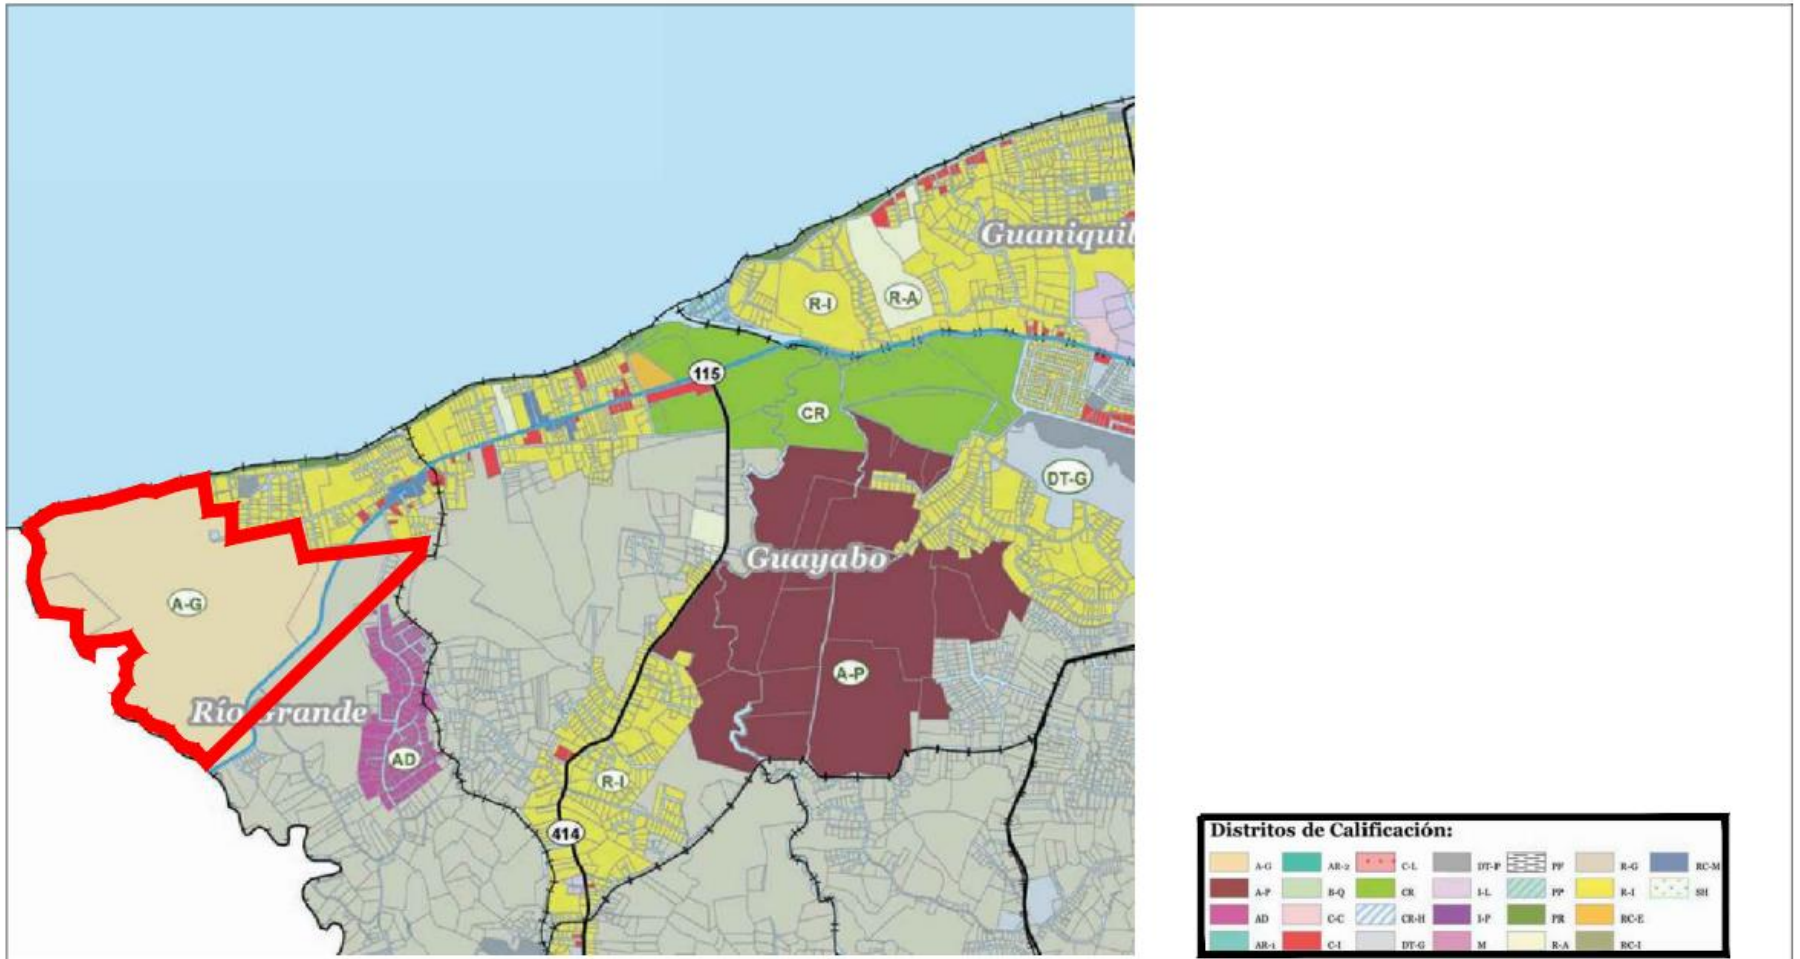 Guaniquil
R-I
R-A
115
CR
DT-G
Guayabo
A-G
A-P
Río Grande
AD
R-I
414
Distritos de Calificación:
A-G AR-2 C-L DT-P PF R-G RC-M
A-P B-Q CR I-L PP R-I SH
AD C-C CR-H I-P PR RC-E
AR-1 C-I DT-G M R-A RC-I